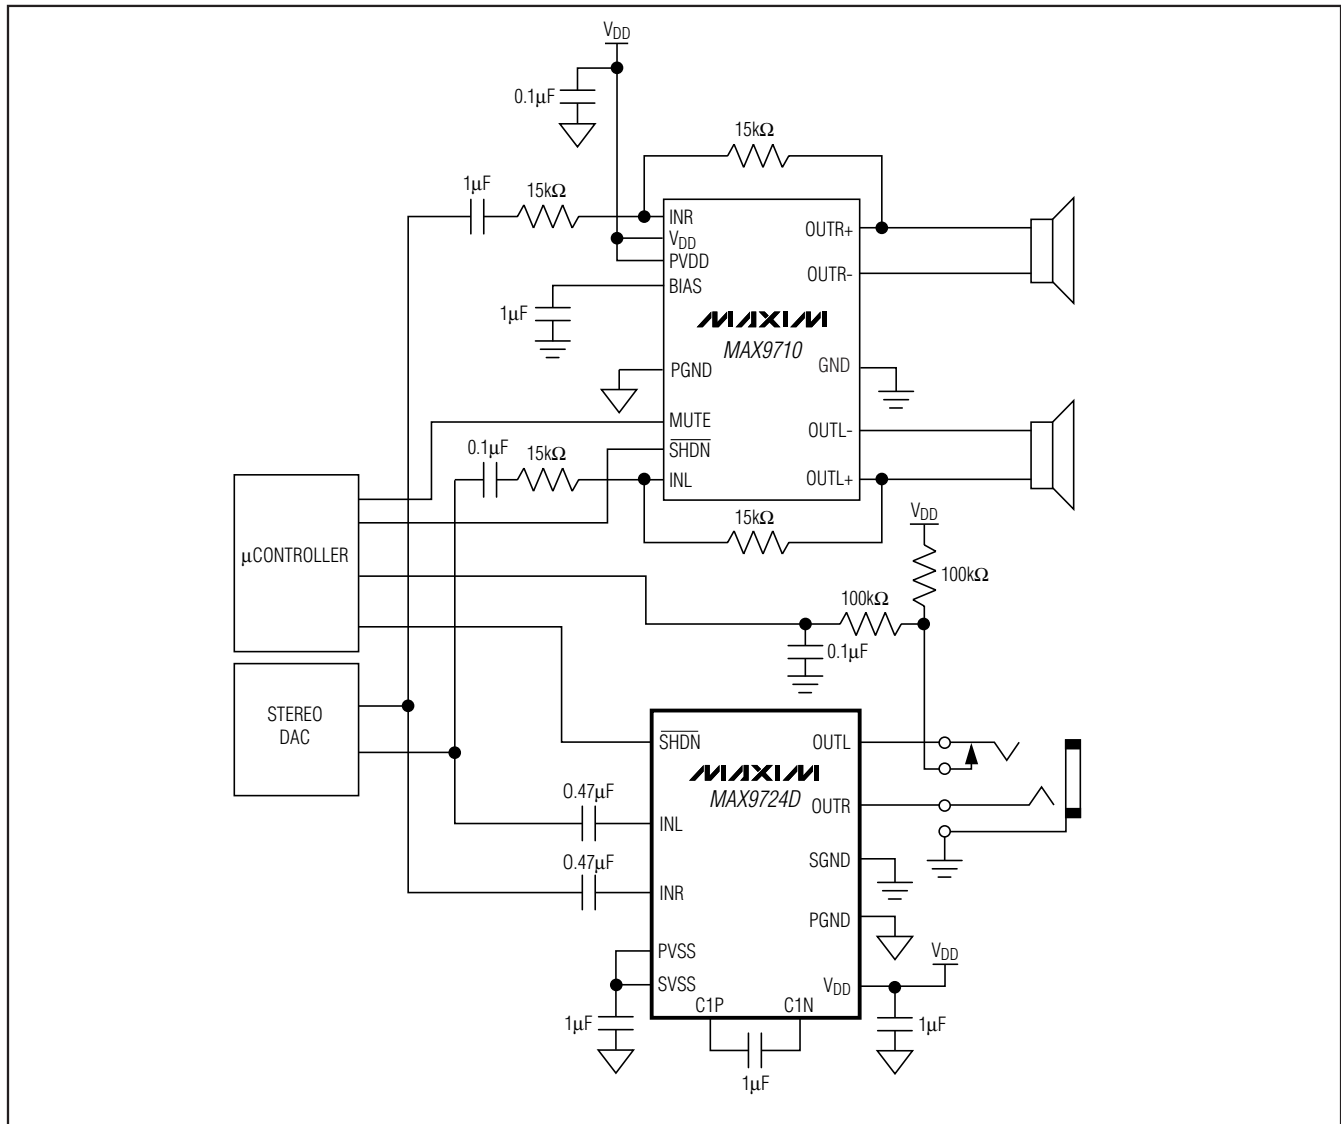 VDD
0.1µF
15kΩ
1µF
15kΩ
INR
VDD
PVDD
BIAS
OUTR+
OUTR-
1µF
MAXIM
MAX9710
PGND
GND
MUTE
SHDN
INL
OUTL-
OUTL+
0.1µF
15kΩ
15kΩ
VDD
100kΩ
100kΩ
0.1µF
µCONTROLLER
STEREO
DAC
SHDN
OUTL
MAXIM
MAX9724D
0.47µF
INL
OUTR
0.47µF
INR
SGND
PGND
PVSS
SVSS
VDD
VDD
C1P
C1N
1µF
1µF
1µF